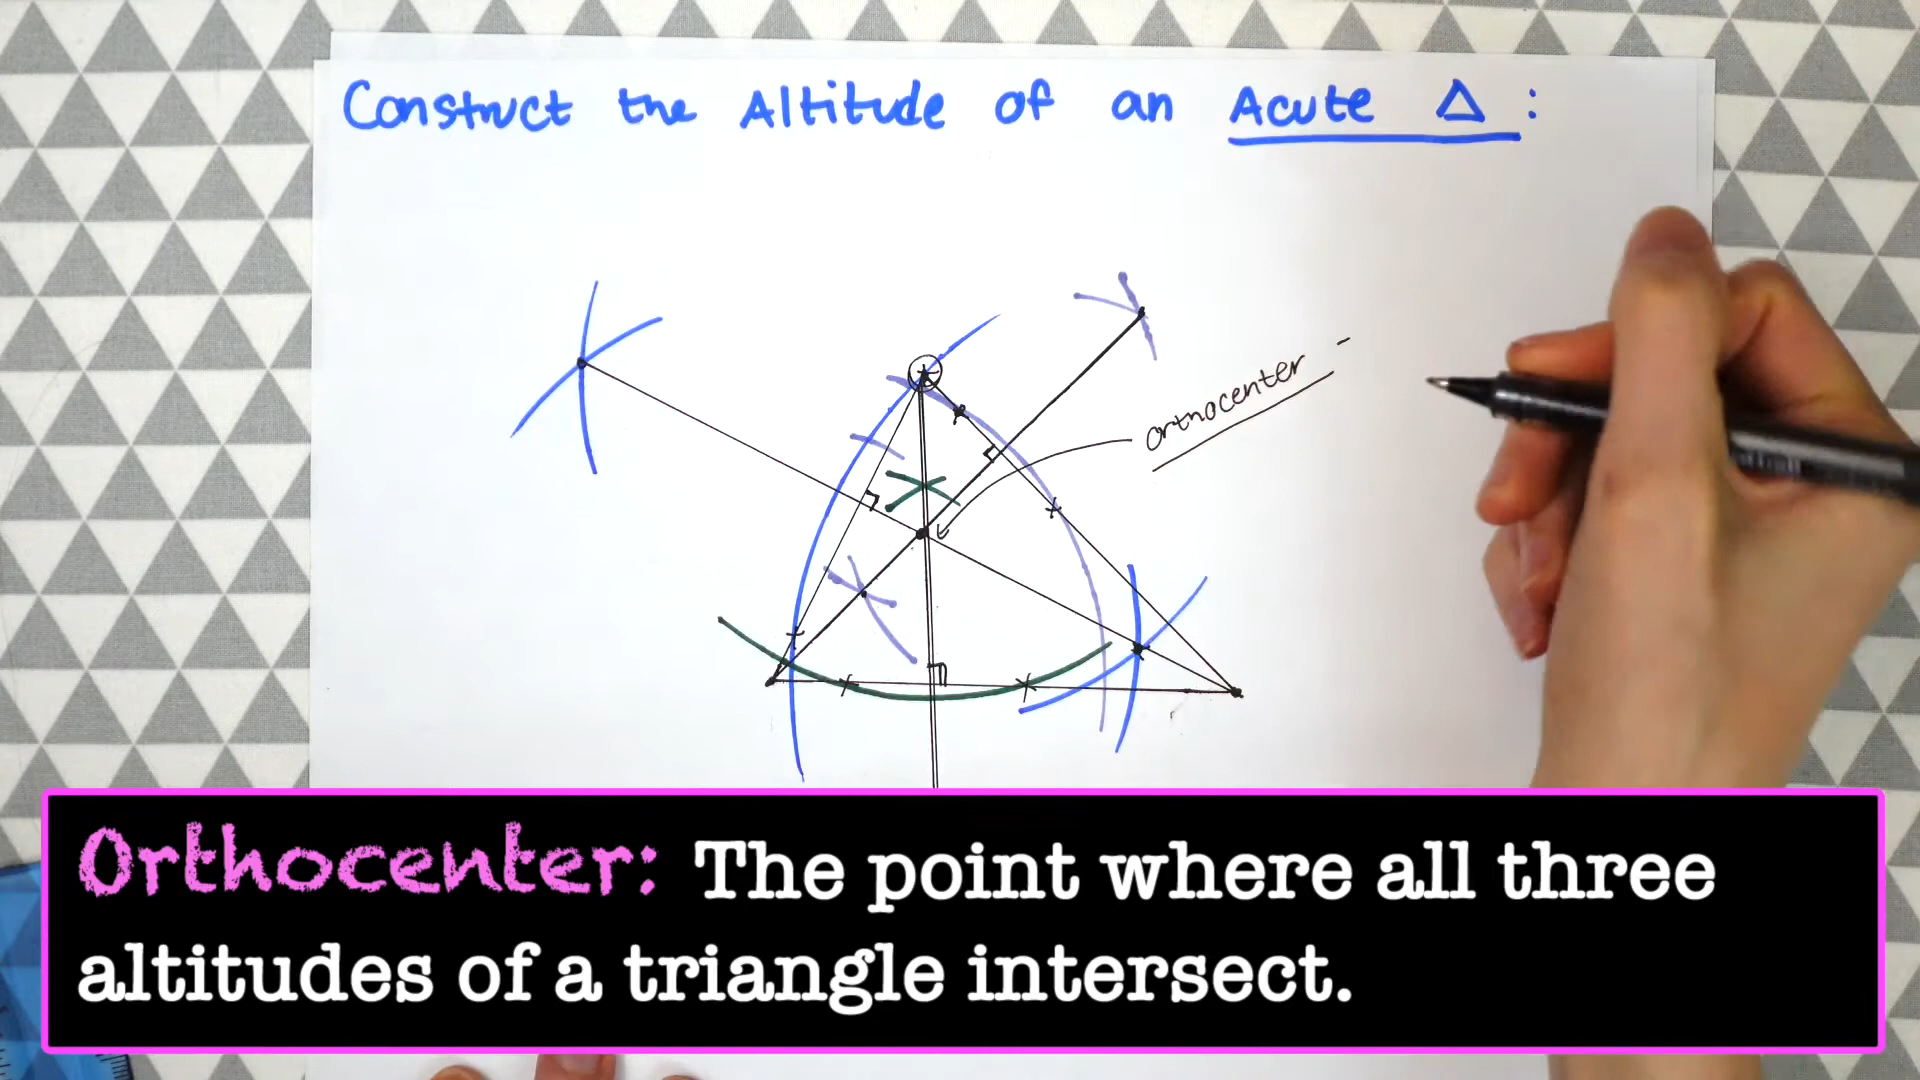 Construct the Altitude of an Acute Δ :
orthocenter -
Orthocenter: The point where all three
altitudes of a triangle intersect.